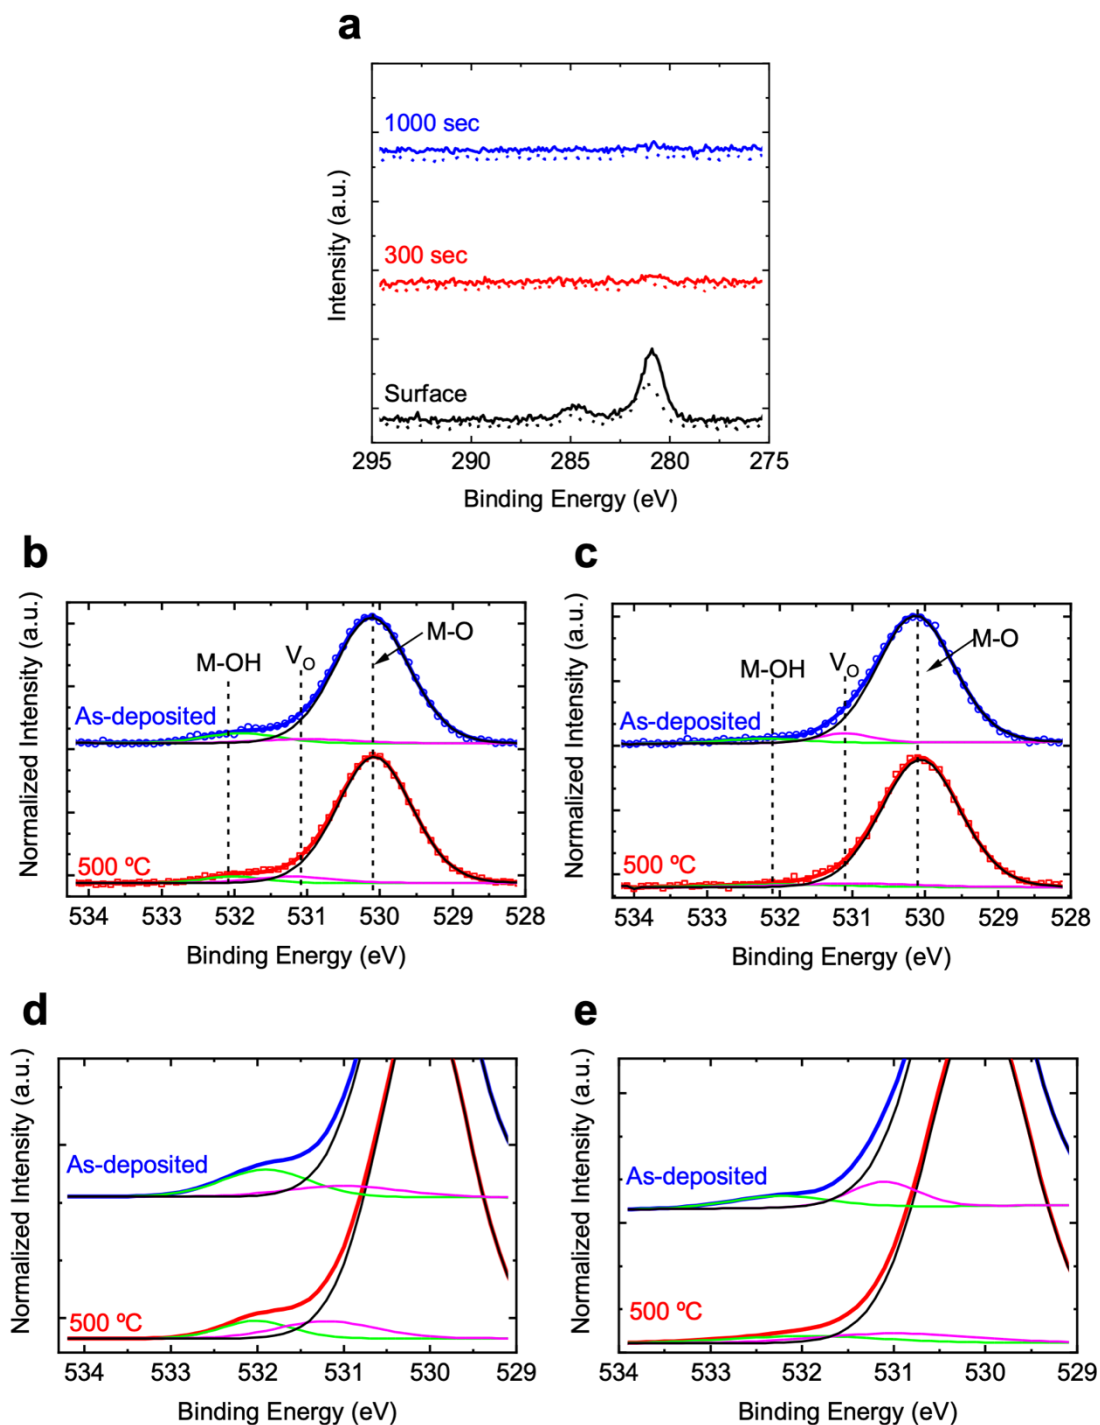 a
1000 sec
300 sec
Surface
Intensity (a.u.)
295 290 285 280 275
Binding Energy (eV)
b
M-OH
VO
M-O
As-deposited
500 ºC
Normalized Intensity (a.u.)
534 533 532 531 530 529 528
Binding Energy (eV)
c
M-OH
VO
M-O
As-deposited
500 ºC
Normalized Intensity (a.u.)
534 533 532 531 530 529 528
Binding Energy (eV)
d
As-deposited
500 ºC
Normalized Intensity (a.u.)
534 533 532 531 530 529
Binding Energy (eV)
e
As-deposited
500 ºC
Normalized Intensity (a.u.)
534 533 532 531 530 529
Binding Energy (eV)